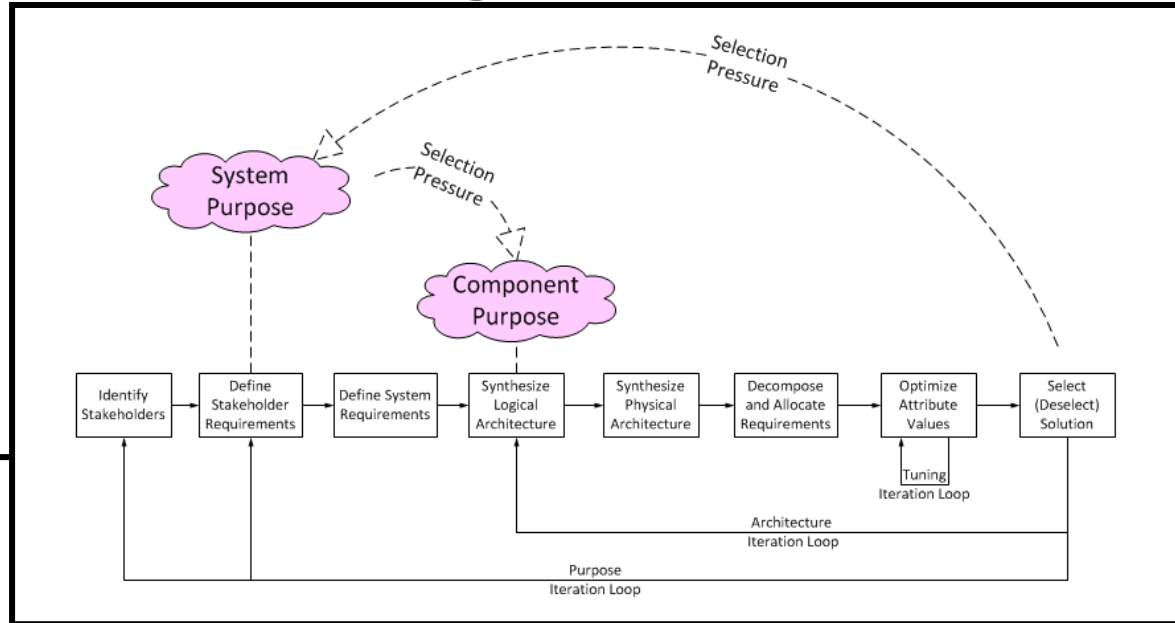 Selection
Pressure
System
Purpose
Selection
Pressure
Component
Purpose
Identify
Stakeholders
Define
Stakeholder
Requirements
Define System
Requirements
Synthesize
Logical
Architecture
Synthesize
Physical
Architecture
Decompose
and Allocate
Requirements
Optimize
Attribute
Values
Select
(Deselect)
Solution
Tuning
Iteration Loop
Architecture
Iteration Loop
Purpose
Iteration Loop